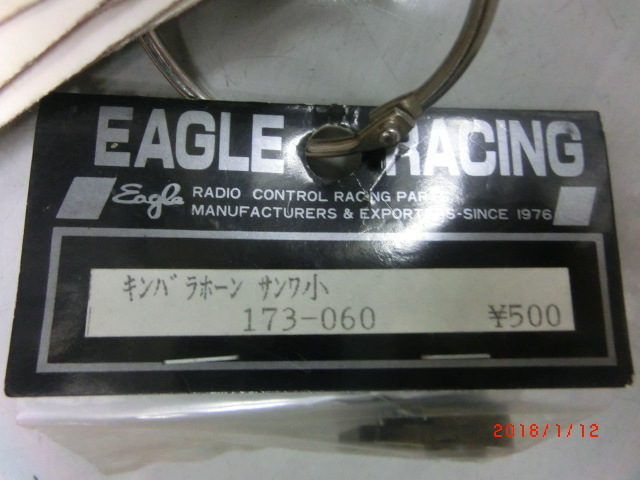 EAGLE RACING
Eagle RADIO CONTROL RACING PARTS
MANUFACTURERS & EXPORTERS-SINCE 1976
キンバラホーン サンワ小
173-060 ¥500
2018/1/12